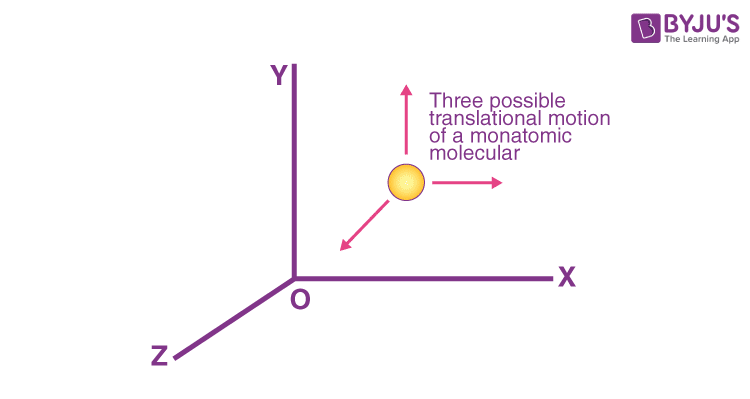 BYJU'S
The Learning App
Y
Three possible
translational motion
of a monatomic
molecular
X
O
Z